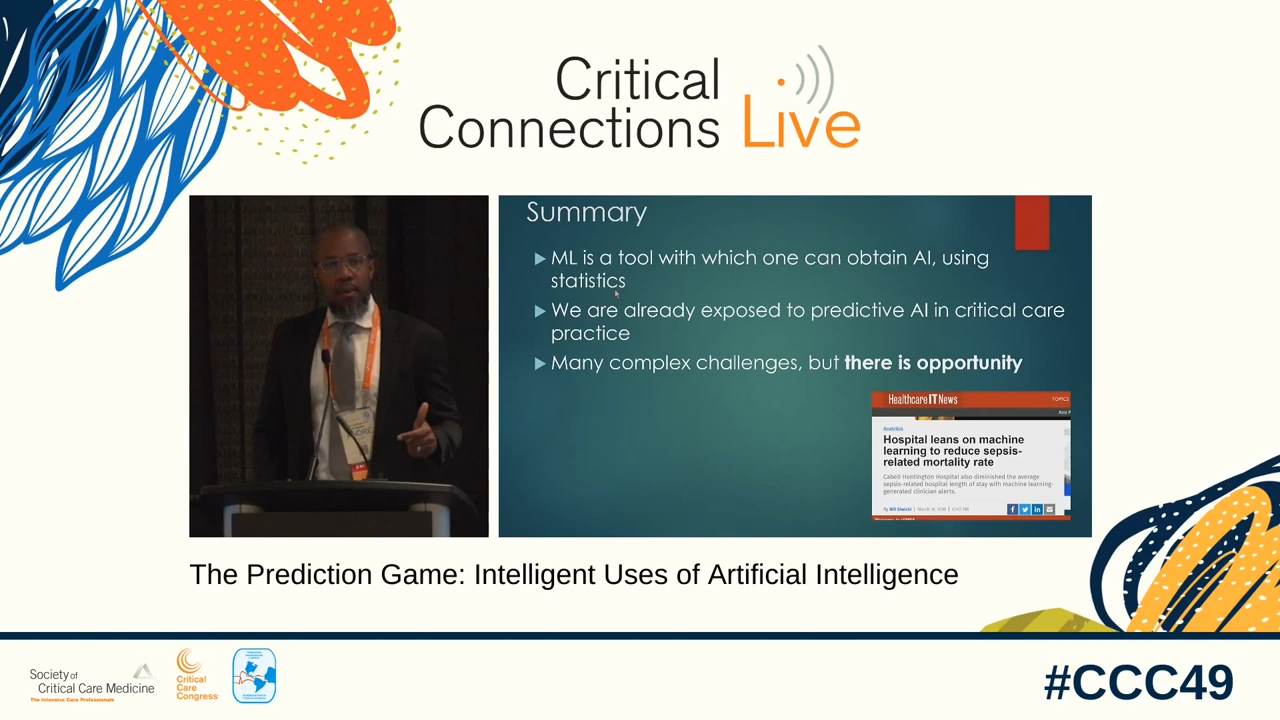 Critical
Connections Live
Summary
ML is a tool with which one can obtain AI, using
statistics
We are already exposed to predictive AI in critical care
practice
Many complex challenges, but there is opportunity
Healthcare IT News
TOPICS
Analytics
Hospital leans on machine
learning to reduce sepsis-
related mortality rate
Cabell Huntington Hospital also diminished the average
sepsis-related hospital length of stay with machine learning-
generated clinician alerts.
The Prediction Game: Intelligent Uses of Artificial Intelligence
Society of
Critical Care Medicine
The Intensive Care Professionals
Critical
Care
Congress
#CCC49